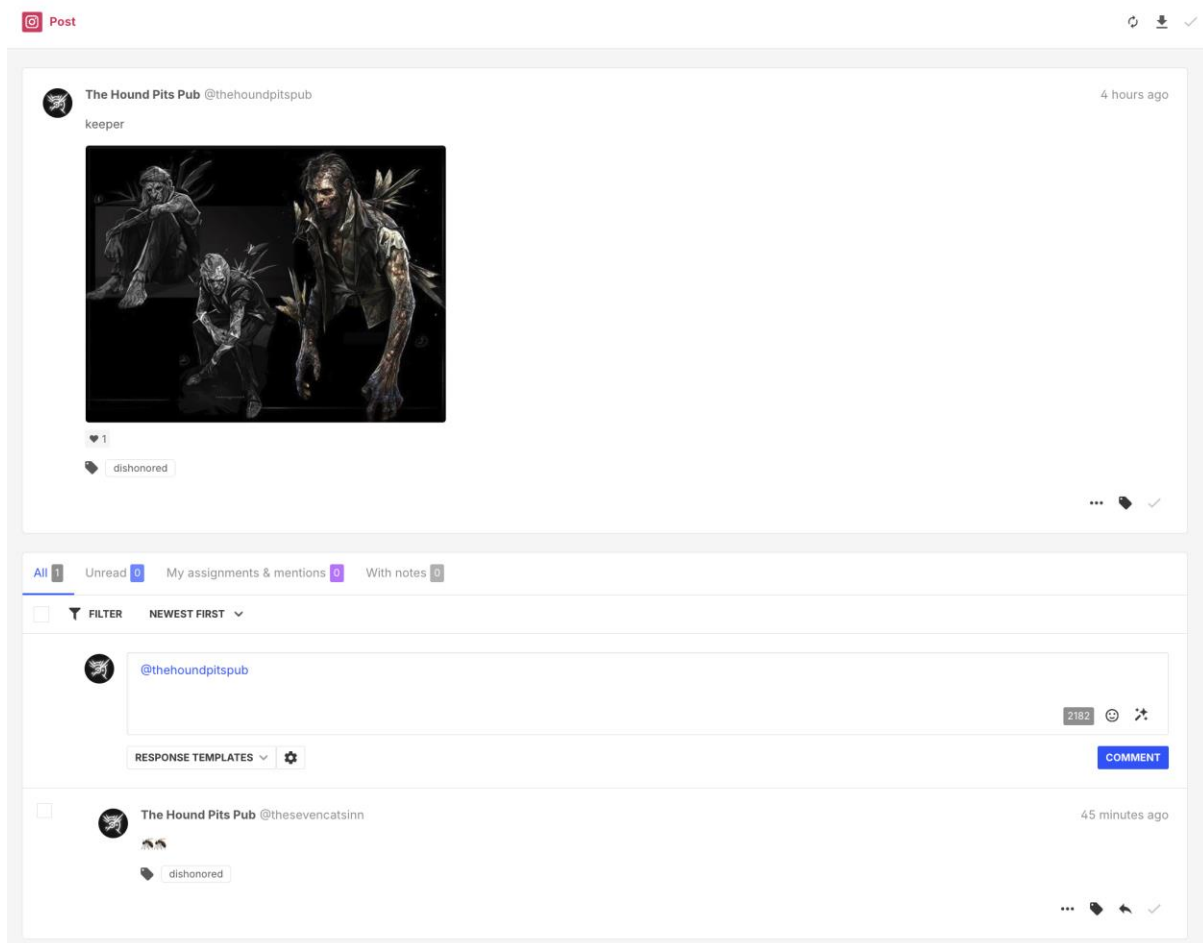 Post
The Hound Pits Pub @thehoundpitspub 4 hours ago
keeper
1
dishonored
All 1 Unread 0 My assignments & mentions 0 With notes 0
FILTER NEWEST FIRST
@thehoundpitspub
2182
RESPONSE TEMPLATES COMMENT
The Hound Pits Pub @thesevencatsinn 45 minutes ago
dishonored